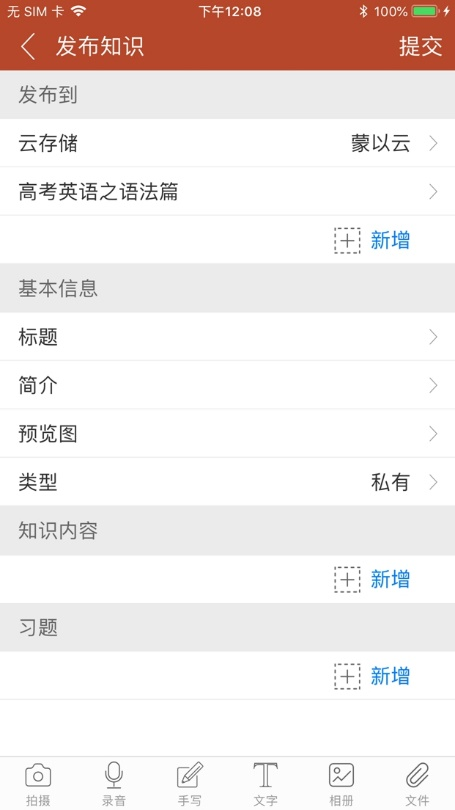 无 SIM 卡 下午12:08 100%
发布知识 提交
发布到
云存储 蒙以云
高考英语之语法篇
新增
基本信息
标题
简介
预览图
类型 私有
知识内容
新增
习题
新增
拍摄 录音 手写 文字 相册 文件